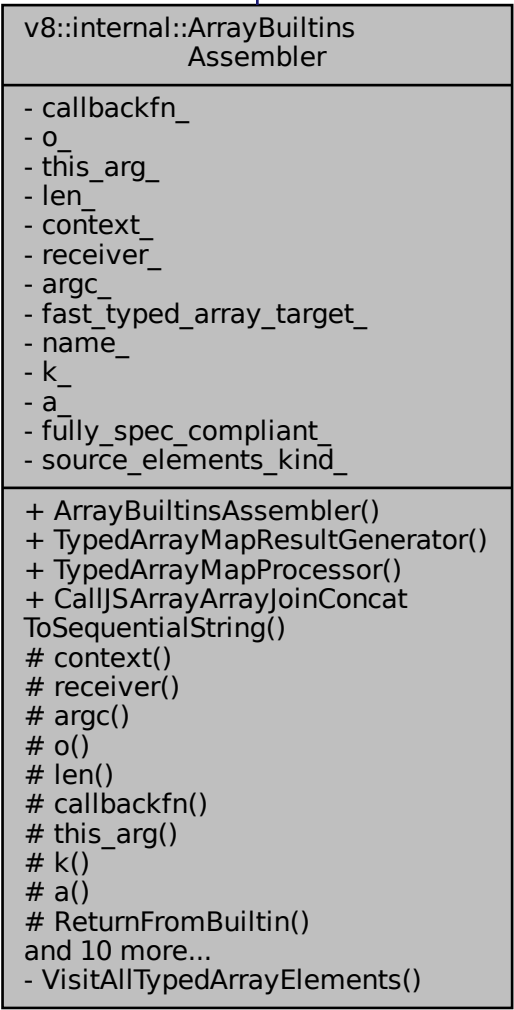 v8::internal::ArrayBuiltins
Assembler
- callbackfn_
- o_
- this_arg_
- len_
- context_
- receiver_
- argc_
- fast_typed_array_target_
- name_
- k_
- a_
- fully_spec_compliant_
- source_elements_kind_
+ ArrayBuiltinsAssembler()
+ TypedArrayMapResultGenerator()
+ TypedArrayMapProcessor()
+ CallJSArrayArrayJoinConcat
ToSequentialString()
# context()
# receiver()
# argc()
# o()
# len()
# callbackfn()
# this_arg()
# k()
# a()
# ReturnFromBuiltin()
and 10 more...
- VisitAllTypedArrayElements()